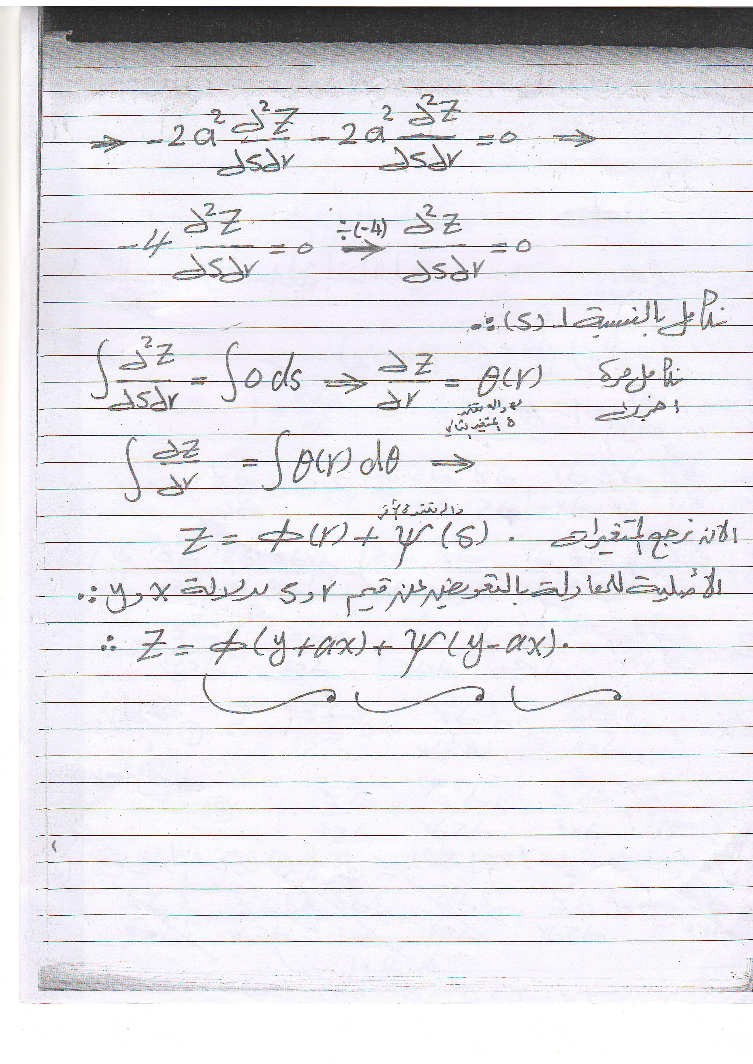 ⇒ -2a² ∂²Z/∂s∂r - 2a² ∂²Z/∂s∂r = 0 ⇒
-4 ∂²Z/∂s∂r = 0 ⇒ ÷(-4) ∂²Z/∂s∂r = 0
نكامل بالنسبة لـ (s) ∴
∫ ∂²Z/∂s∂r = ∫ 0 ds ⇒ ∂Z/∂r = θ(r) نكامل مرة اخرى
∫ ∂Z/∂r = ∫ θ(r) dθ ⇒
Z = ϕ(r) + ψ(s) . الان نرجع المتغيرات
الأصلية للمعادلة بالتعويض عن قيم r و s بدلالة x و y ∴
∴ Z = ϕ(y+ax) + ψ(y-ax).